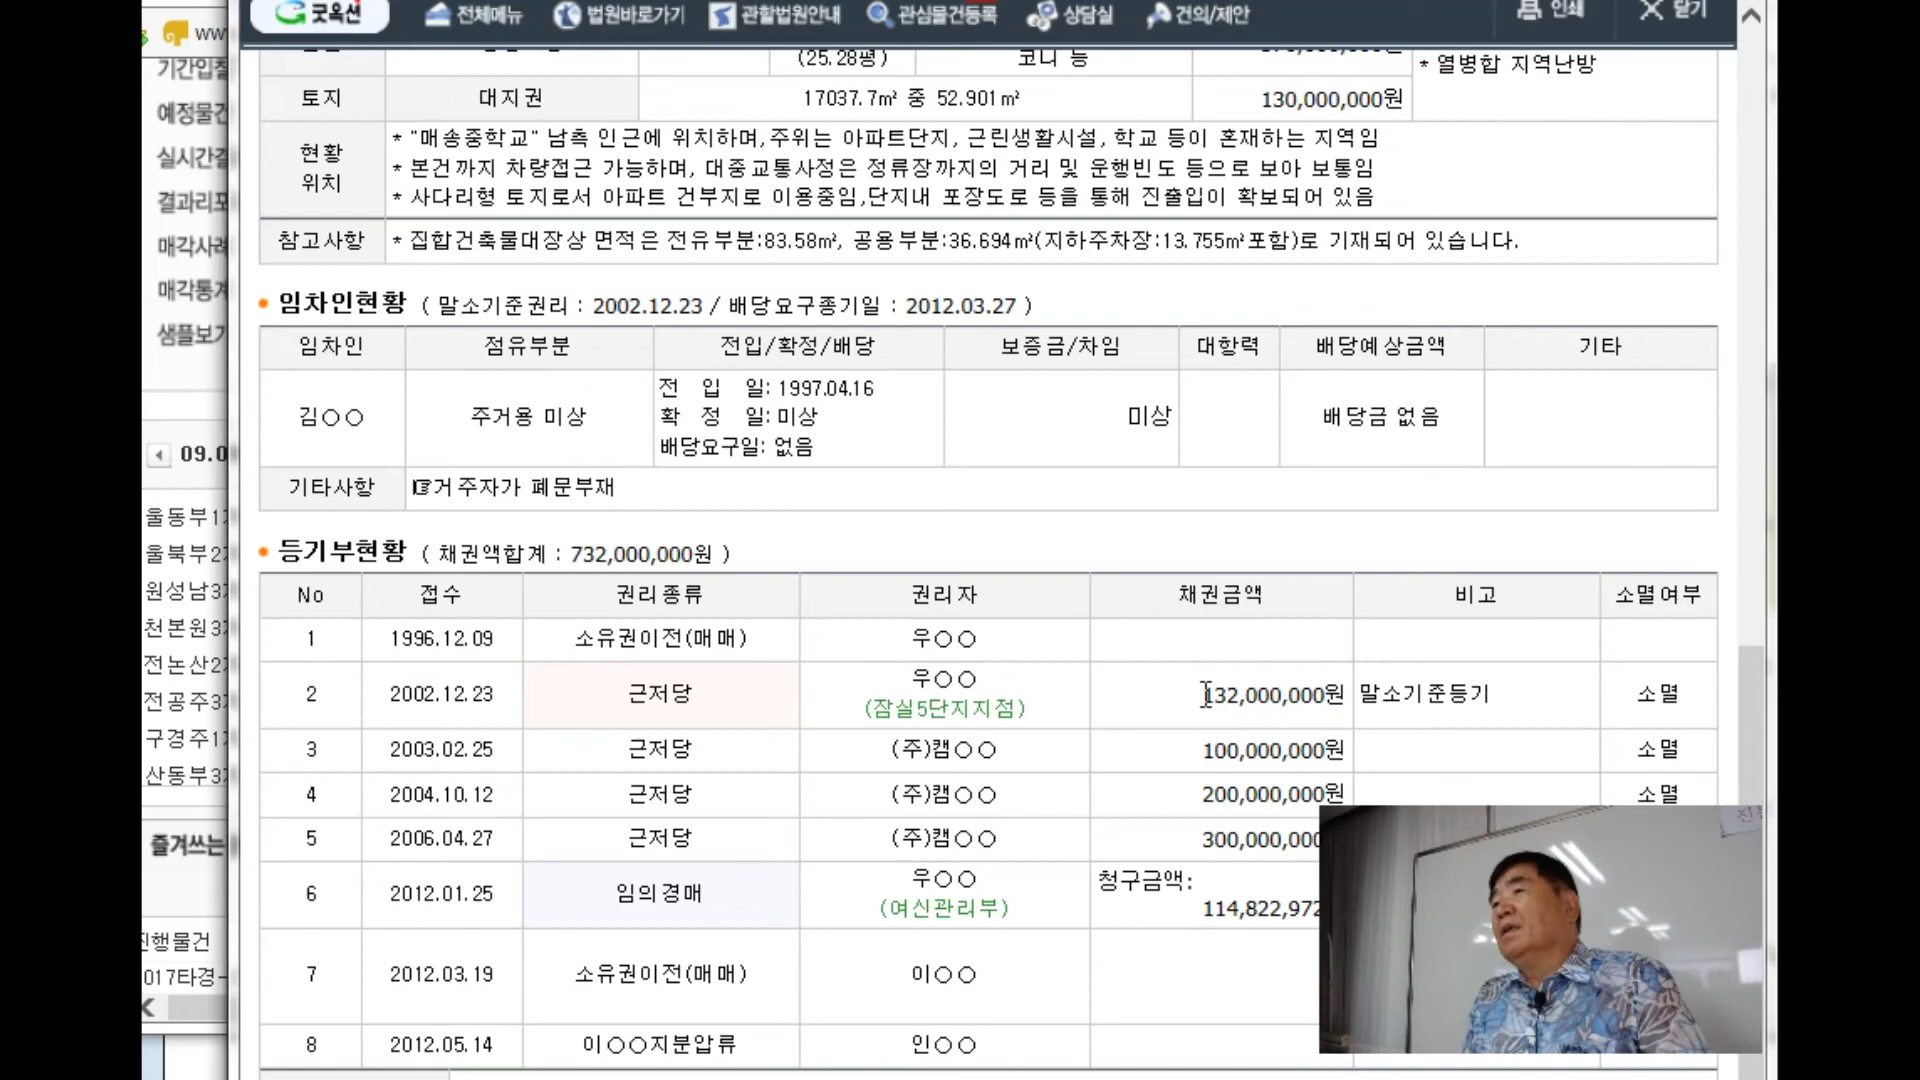 굿옥션 전체메뉴 법원바로가기 관할법원안내 관심물건등록 상담실 건의/제안 인쇄 닫기
www
기간입찰
예정물건
실시간
결과리포
매각사례
매각통계
샘플보기
09.0
울동부1
울북부2
원성남3
천본원3
전논산2
전공주3
구경주1
산동부3
즐겨쓰는
진행물건
017타경-
(25.28평) * 열병합 지역난방
토지 대지권 17037.7㎡ 중 52.901㎡ 130,000,000원
현황
위치
* "매송중학교" 남측 인근에 위치하며,주위는 아파트단지, 근린생활시설, 학교 등이 혼재하는 지역임
* 본건까지 차량접근 가능하며, 대중교통사정은 정류장까지의 거리 및 운행빈도 등으로 보아 보통임
* 사다리형 토지로서 아파트 건부지로 이용중임,단지내 포장도로 등을 통해 진출입이 확보되어 있음
참고사항 * 집합건축물대장상 면적은 전유부분:83.58㎡, 공용부분:36.694㎡(지하주차장:13.755㎡포함)로 기재되어 있습니다.
임차인현황 ( 말소기준권리 : 2002.12.23 / 배당요구종기일 : 2012.03.27 )
임차인 점유부분 전입/확정/배당 보증금/차임 대항력 배당예상금액 기타
김○○ 주거용 미상
전 입 일: 1997.04.16
확 정 일: 미상
배당요구일: 없음
미상 배당금 없음
기타사항 ☞거주자가 폐문부재
등기부현황 ( 채권액합계 : 732,000,000원 )
No 접수 권리종류 권리자 채권금액 비고 소멸여부
1 1996.12.09 소유권이전(매매) 우○○
2 2002.12.23 근저당 우○○
(잠실5단지지점)
132,000,000원 말소기준등기 소멸
3 2003.02.25 근저당 (주)캠○○ 100,000,000원 소멸
4 2004.10.12 근저당 (주)캠○○ 200,000,000원 소멸
5 2006.04.27 근저당 (주)캠○○ 300,000,000
6 2012.01.25 임의경매 우○○
(여신관리부)
청구금액:
114,822,972
7 2012.03.19 소유권이전(매매) 이○○
8 2012.05.14 이○○지분압류 인○○